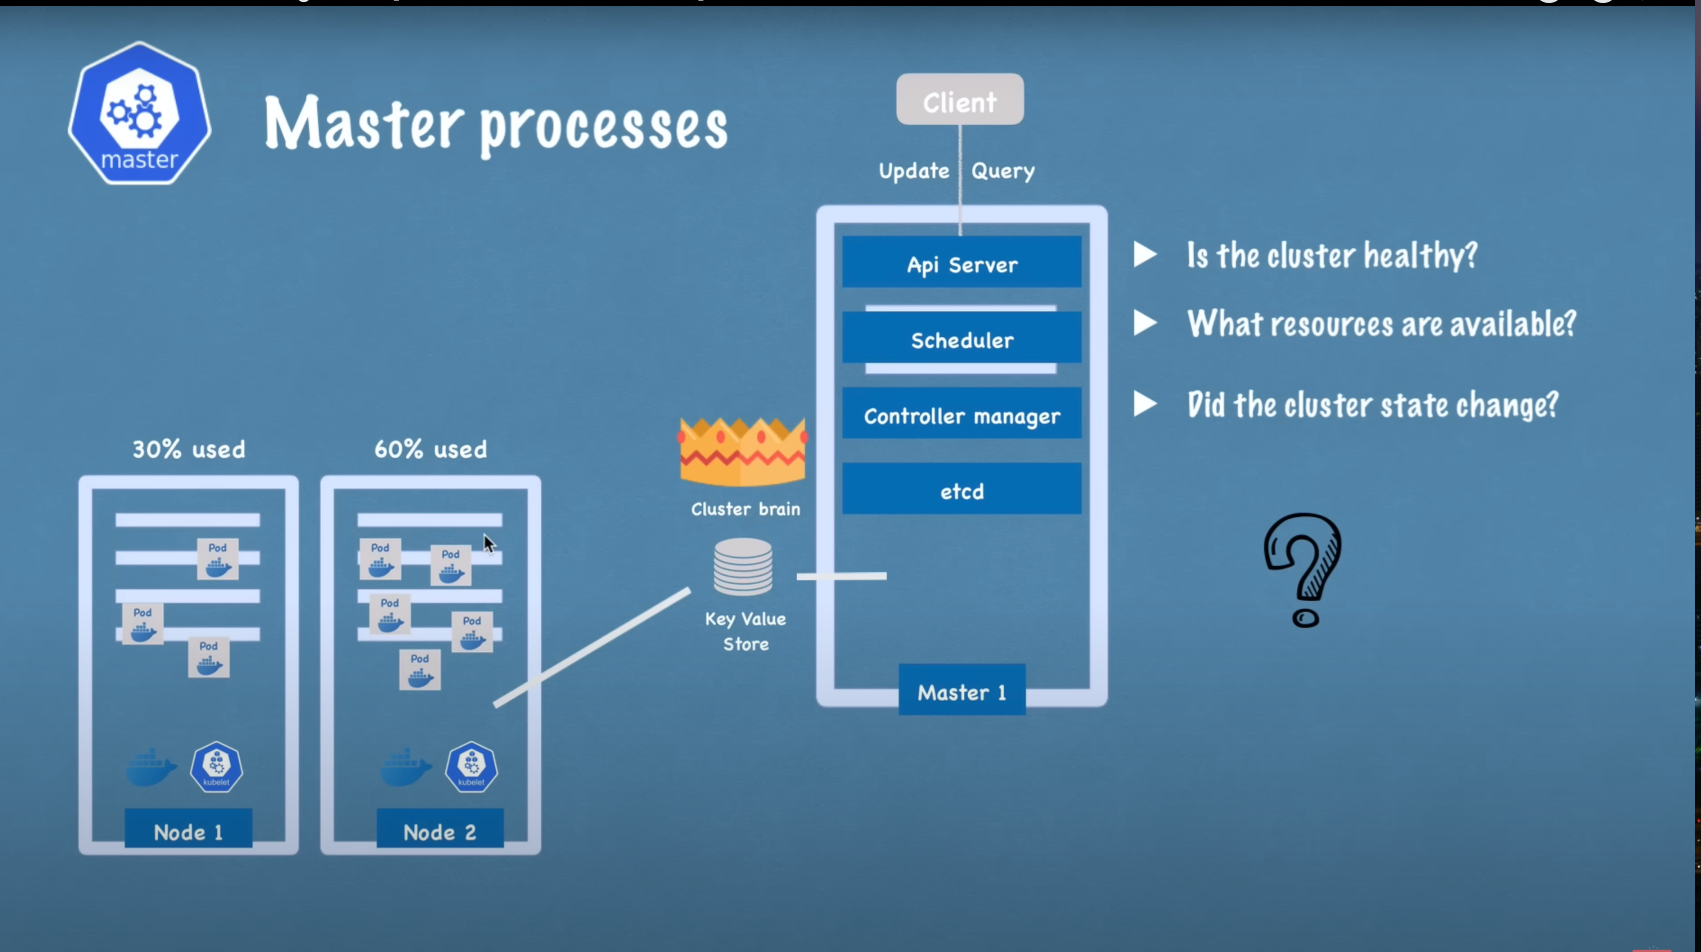 master
Master processes
Client
Update
Query
Api Server
Scheduler
Controller manager
etcd
Master 1
Is the cluster healthy?
What resources are available?
Did the cluster state change?
?
Cluster brain
Key Value
Store
30% used
Pod
Pod
Pod
kubelet
Node 1
60% used
Pod
Pod
Pod
Pod
Pod
kubelet
Node 2